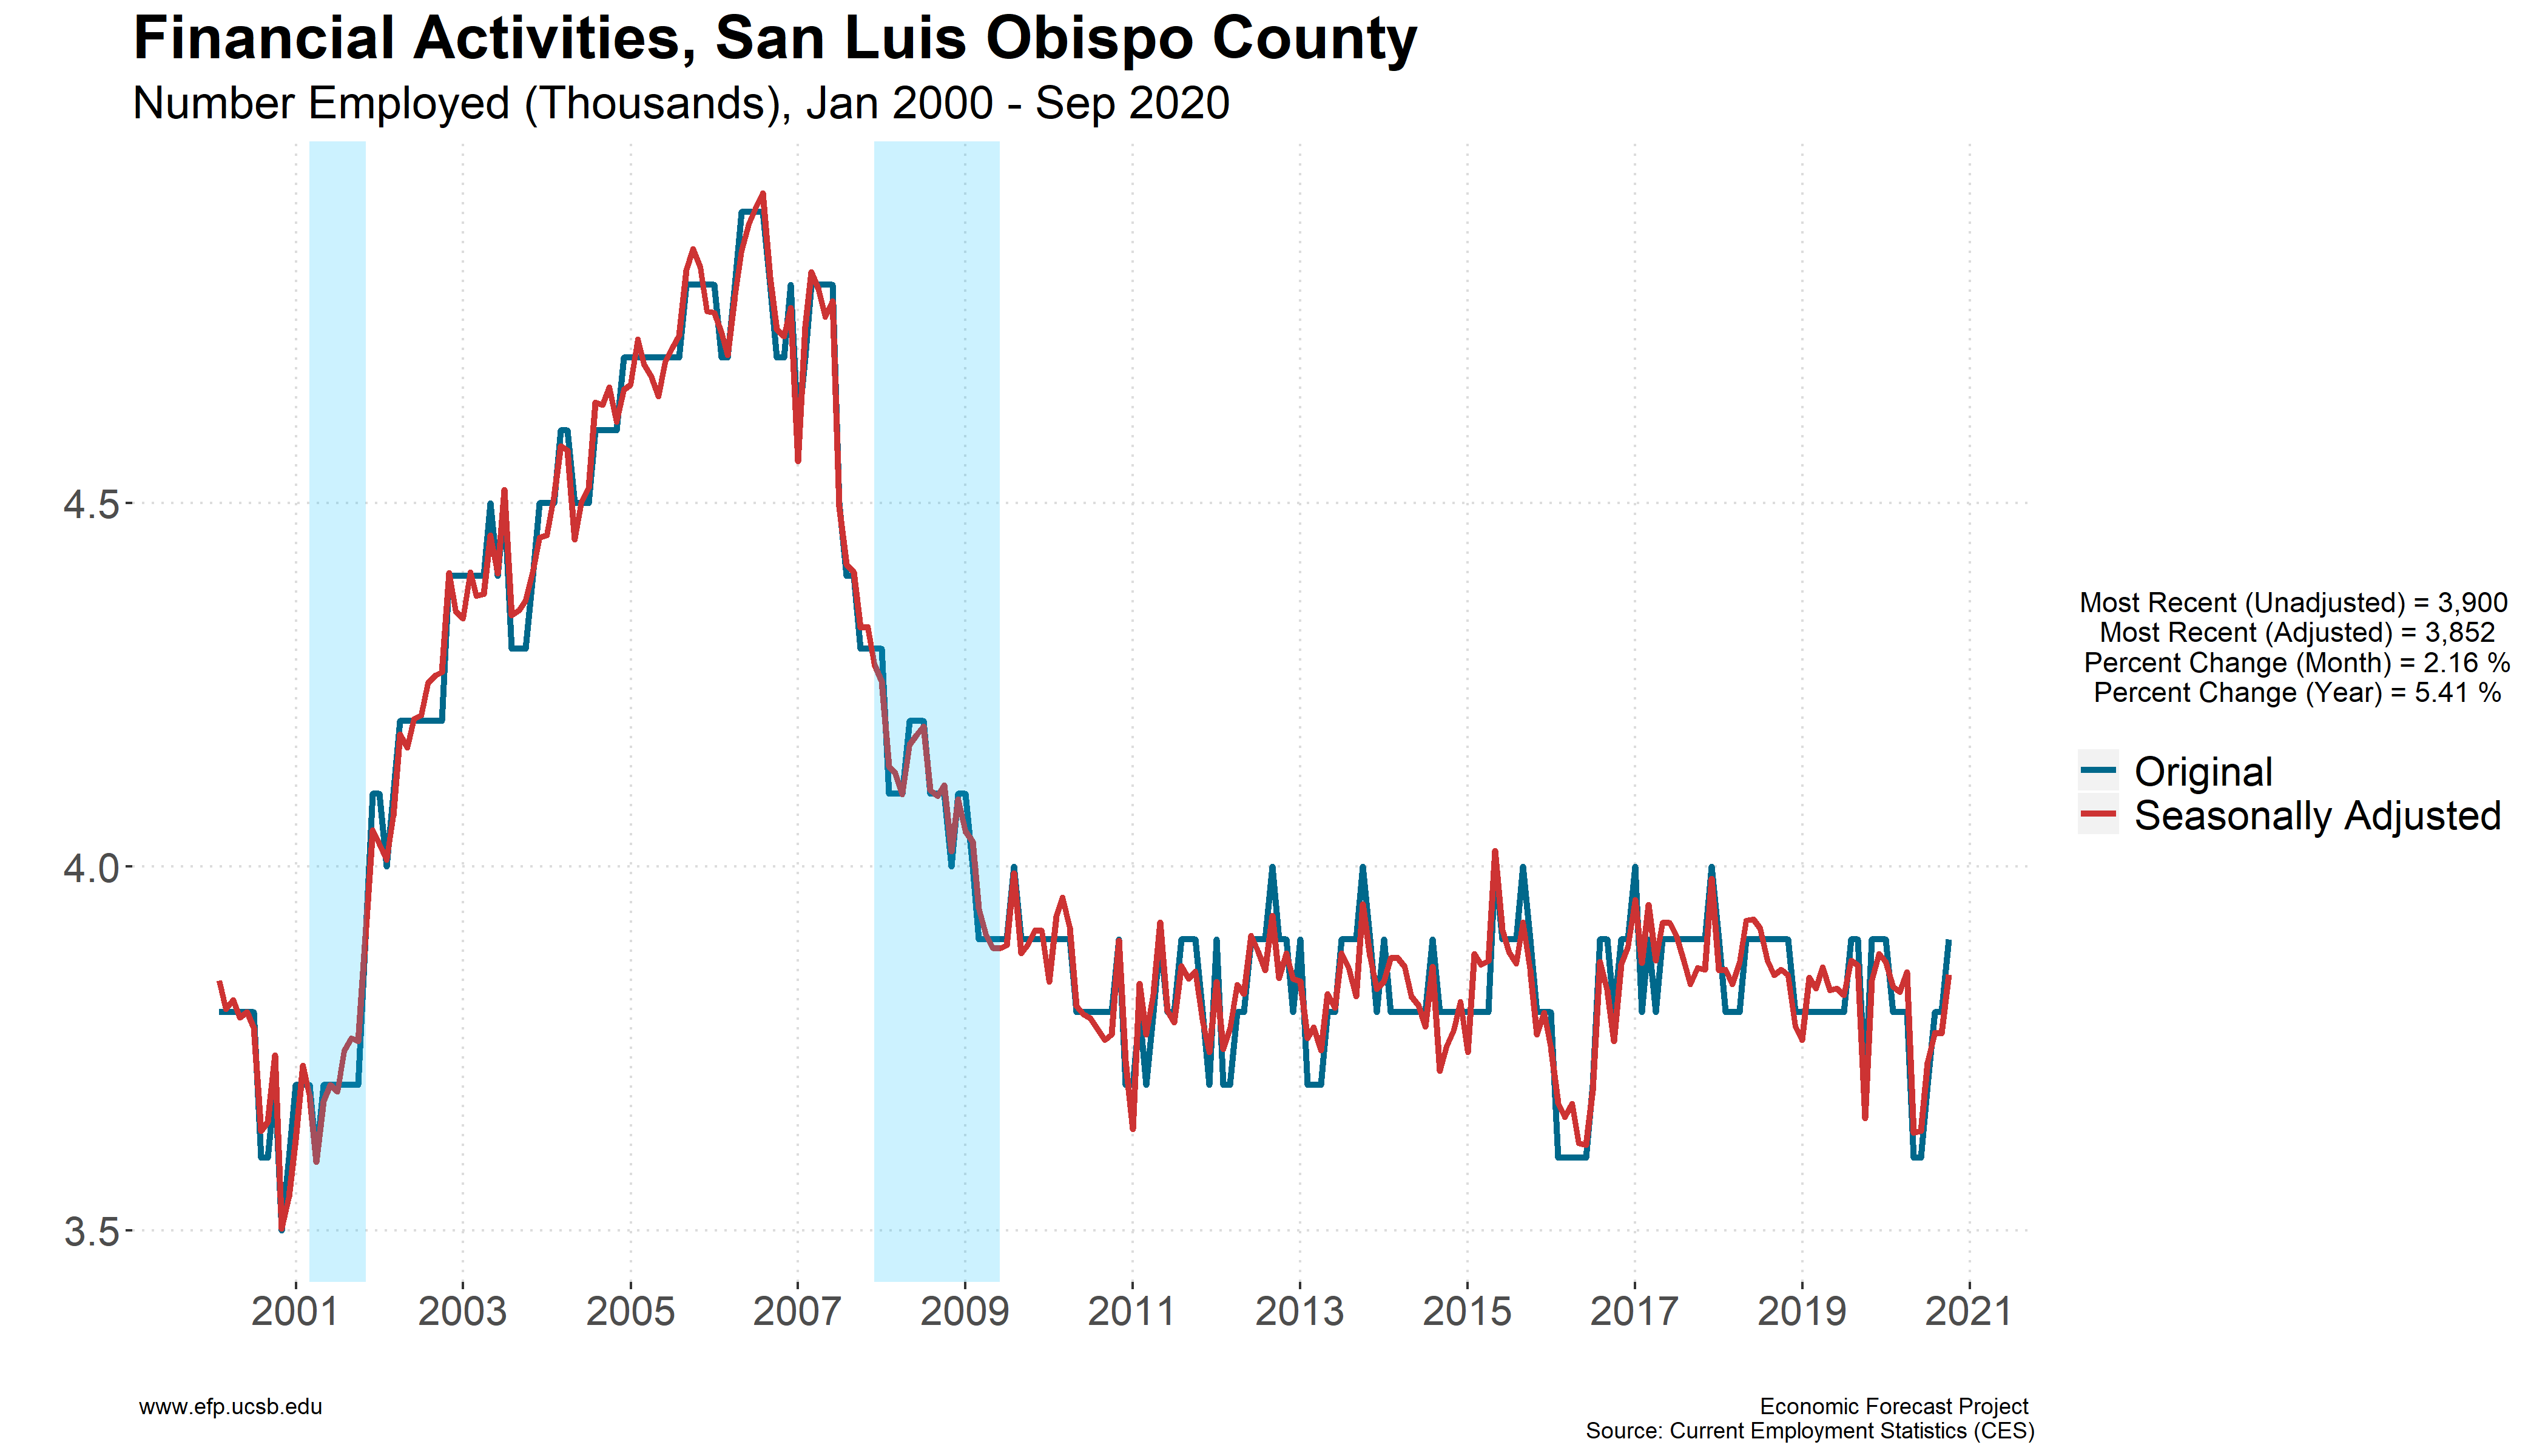 Financial Activities, San Luis Obispo County
Number Employed (Thousands), Jan 2000 - Sep 2020
4.5
4.0
3.5
2001
2003
2005
2007
2009
2011
2013
2015
2017
2019
2021
Most Recent (Unadjusted) = 3,900
Most Recent (Adjusted) = 3,852
Percent Change (Month) = 2.16 %
Percent Change (Year) = 5.41 %
Original
Seasonally Adjusted
www.efp.ucsb.edu
Economic Forecast Project
Source: Current Employment Statistics (CES)